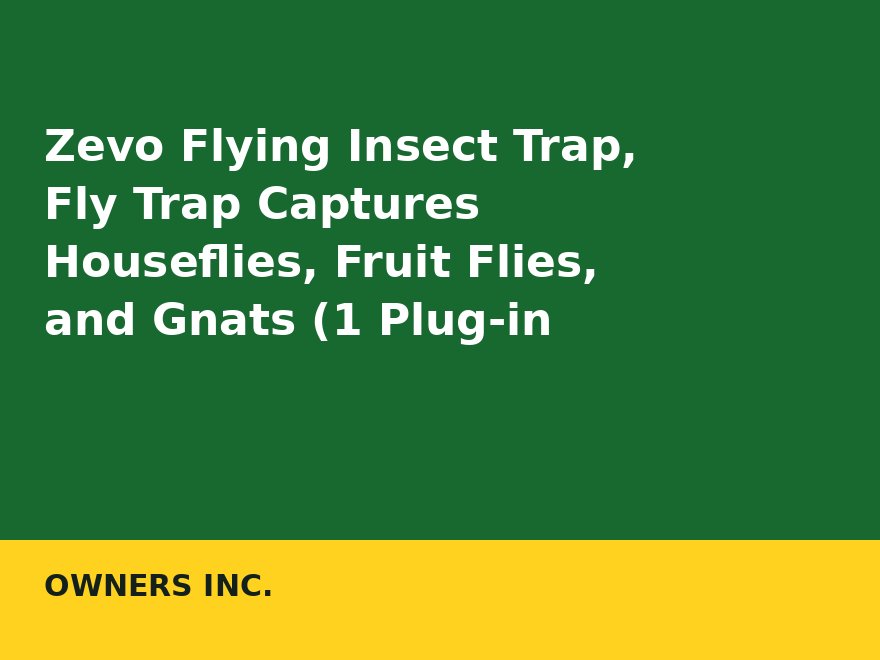 Zevo Flying Insect Trap,
Fly Trap Captures
Houseflies, Fruit Flies,
and Gnats (1 Plug-in
OWNERS INC.